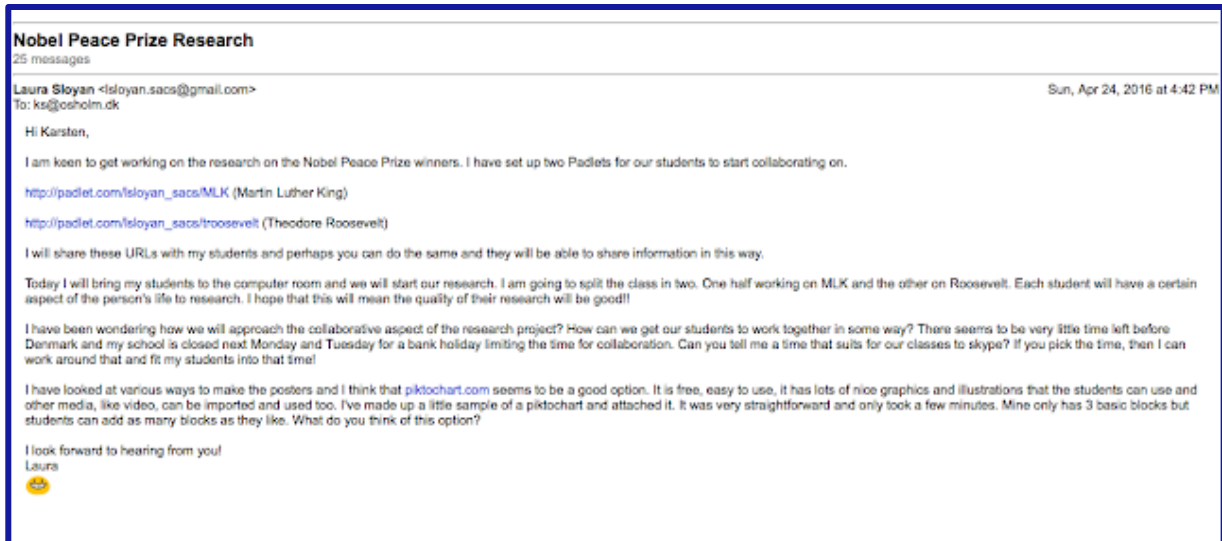 Nobel Peace Prize Research
25 messages
Laura Sloyan <lsloyan.sacs@gmail.com>
Sun, Apr 24, 2016 at 4:42 PM
To: ks@osholm.dk
Hi Karsten,
I am keen to get working on the research on the Nobel Peace Prize winners. I have set up two Padlets for our students to start collaborating on.
http://padlet.com/lsloyan_sacs/MLK (Martin Luther King)
http://padlet.com/lsloyan_sacs/troosevelt (Theodore Roosevelt)
I will share these URLs with my students and perhaps you can do the same and they will be able to share information in this way.
Today I will bring my students to the computer room and we will start our research. I am going to split the class in two. One half working on MLK and the other on Roosevelt. Each student will have a certain
aspect of the person's life to research. I hope that this will mean the quality of their research will be good!!
I have been wondering how we will approach the collaborative aspect of the research project? How can we get our students to work together in some way? There seems to be very little time left before
Denmark and my school is closed next Monday and Tuesday for a bank holiday limiting the time for collaboration. Can you tell me a time that suits for our classes to skype? If you pick the time, then I can
work around that and fit my students into that time!
I have looked at various ways to make the posters and I think that piktochart.com seems to be a good option. It is free, easy to use, it has lots of nice graphics and illustrations that the students can use and
other media, like video, can be imported and used too. I've made up a little sample of a piktochart and attached it. It was very straightforward and only took a few minutes. Mine only has 3 basic blocks but
students can add as many blocks as they like. What do you think of this option?
I look forward to hearing from you!
Laura